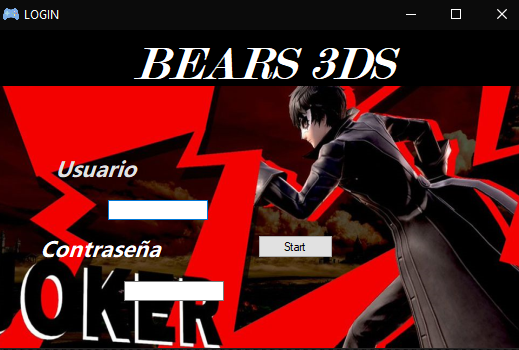 LOGIN
BEARS 3DS
Usuario
Contraseña
Start
JOKER